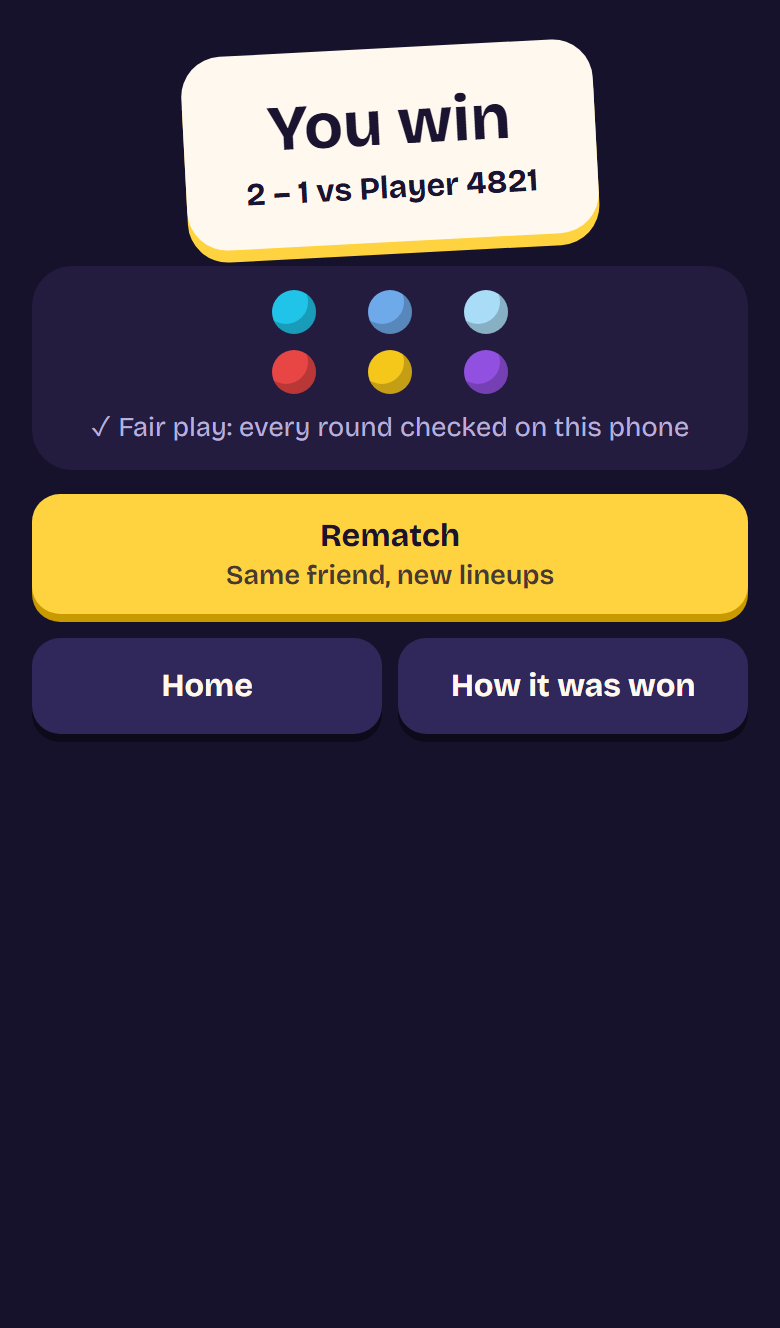 You win
2 – 1 vs Player 4821
✓ Fair play: every round checked on this phone
Rematch
Same friend, new lineups
Home
How it was won